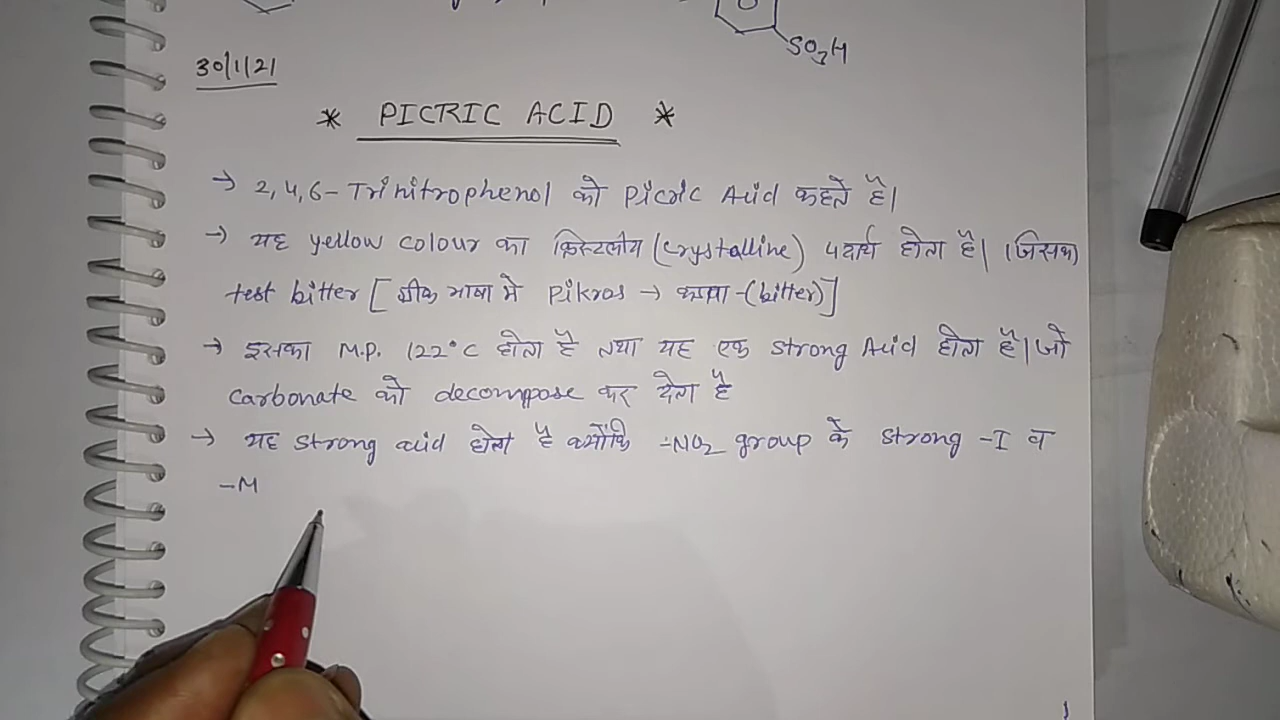 SO3H
30/1/21
* PICRIC ACID *
→ 2,4,6-Trinitrophenol को Picric Acid कहते है।
→ यह yellow colour का क्रिस्टलीय (crystalline) पदार्थ होता है। जिसका
test bitter [ग्रीक भाषा मे Pikros → कड़वा-(bitter)]
→ इसका M.P. 122°C होता है तथा यह एक strong Acid होता है। जो
carbonate को decompose कर देता है
→ यह strong acid होता है क्योंकि -NO2 group के strong -I व
-M